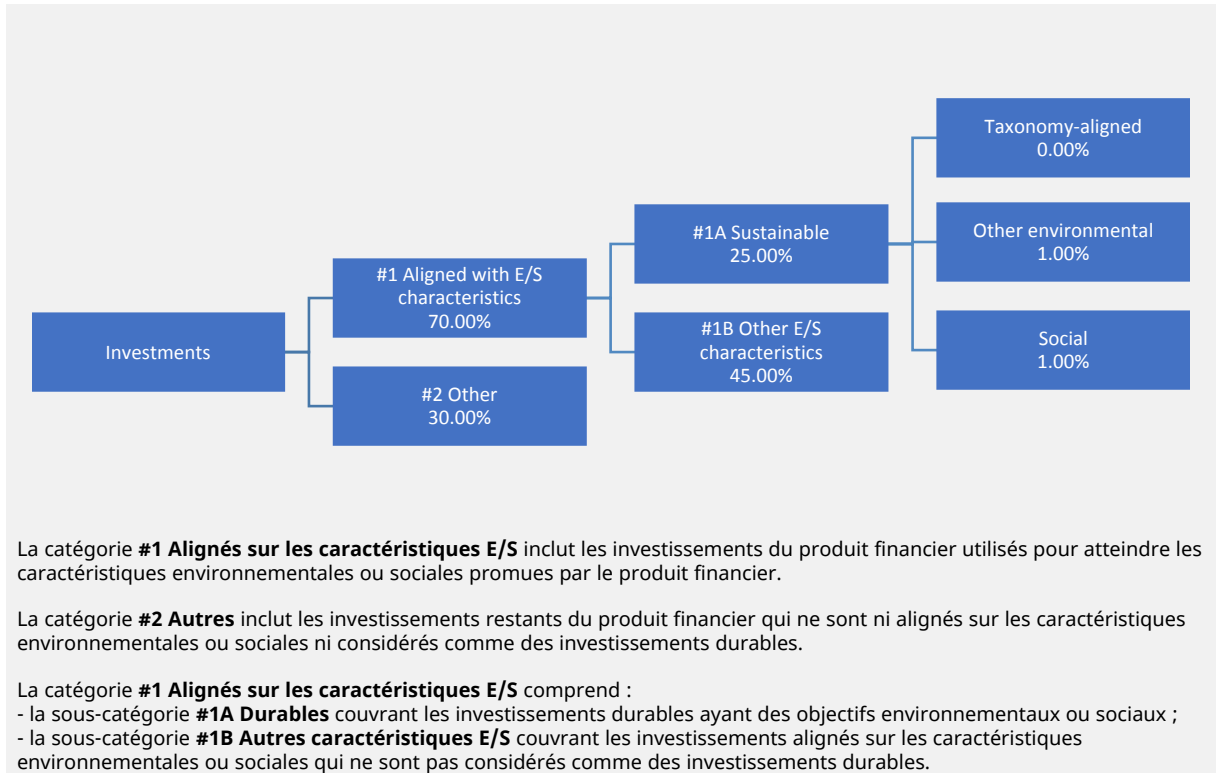 Investments
#1 Aligned with E/S
characteristics
70.00%
#2 Other
30.00%
#1A Sustainable
25.00%
#1B Other E/S
characteristics
45.00%
Taxonomy-aligned
0.00%
Other environmental
1.00%
Social
1.00%
La catégorie #1 Alignés sur les caractéristiques E/S inclut les investissements du produit financier utilisés pour atteindre les
caractéristiques environnementales ou sociales promues par le produit financier.
La catégorie #2 Autres inclut les investissements restants du produit financier qui ne sont ni alignés sur les caractéristiques
environnementales ou sociales ni considérés comme des investissements durables.
La catégorie #1 Alignés sur les caractéristiques E/S comprend :
- la sous-catégorie #1A Durables couvrant les investissements durables ayant des objectifs environnementaux ou sociaux ;
- la sous-catégorie #1B Autres caractéristiques E/S couvrant les investissements alignés sur les caractéristiques
environnementales ou sociales qui ne sont pas considérés comme des investissements durables.